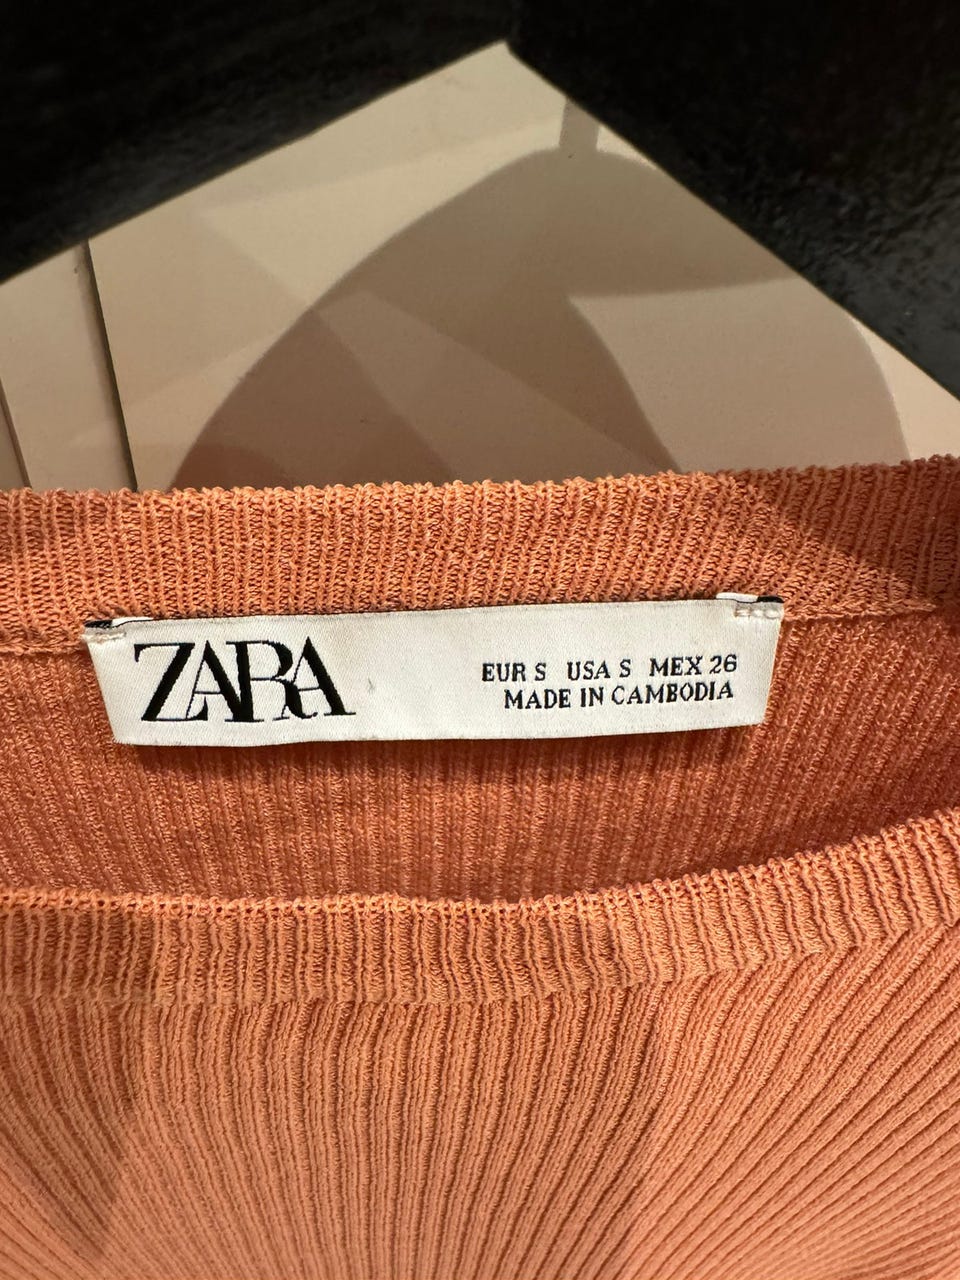 ZARA
EUR S USA S MEX 26
MADE IN CAMBODIA